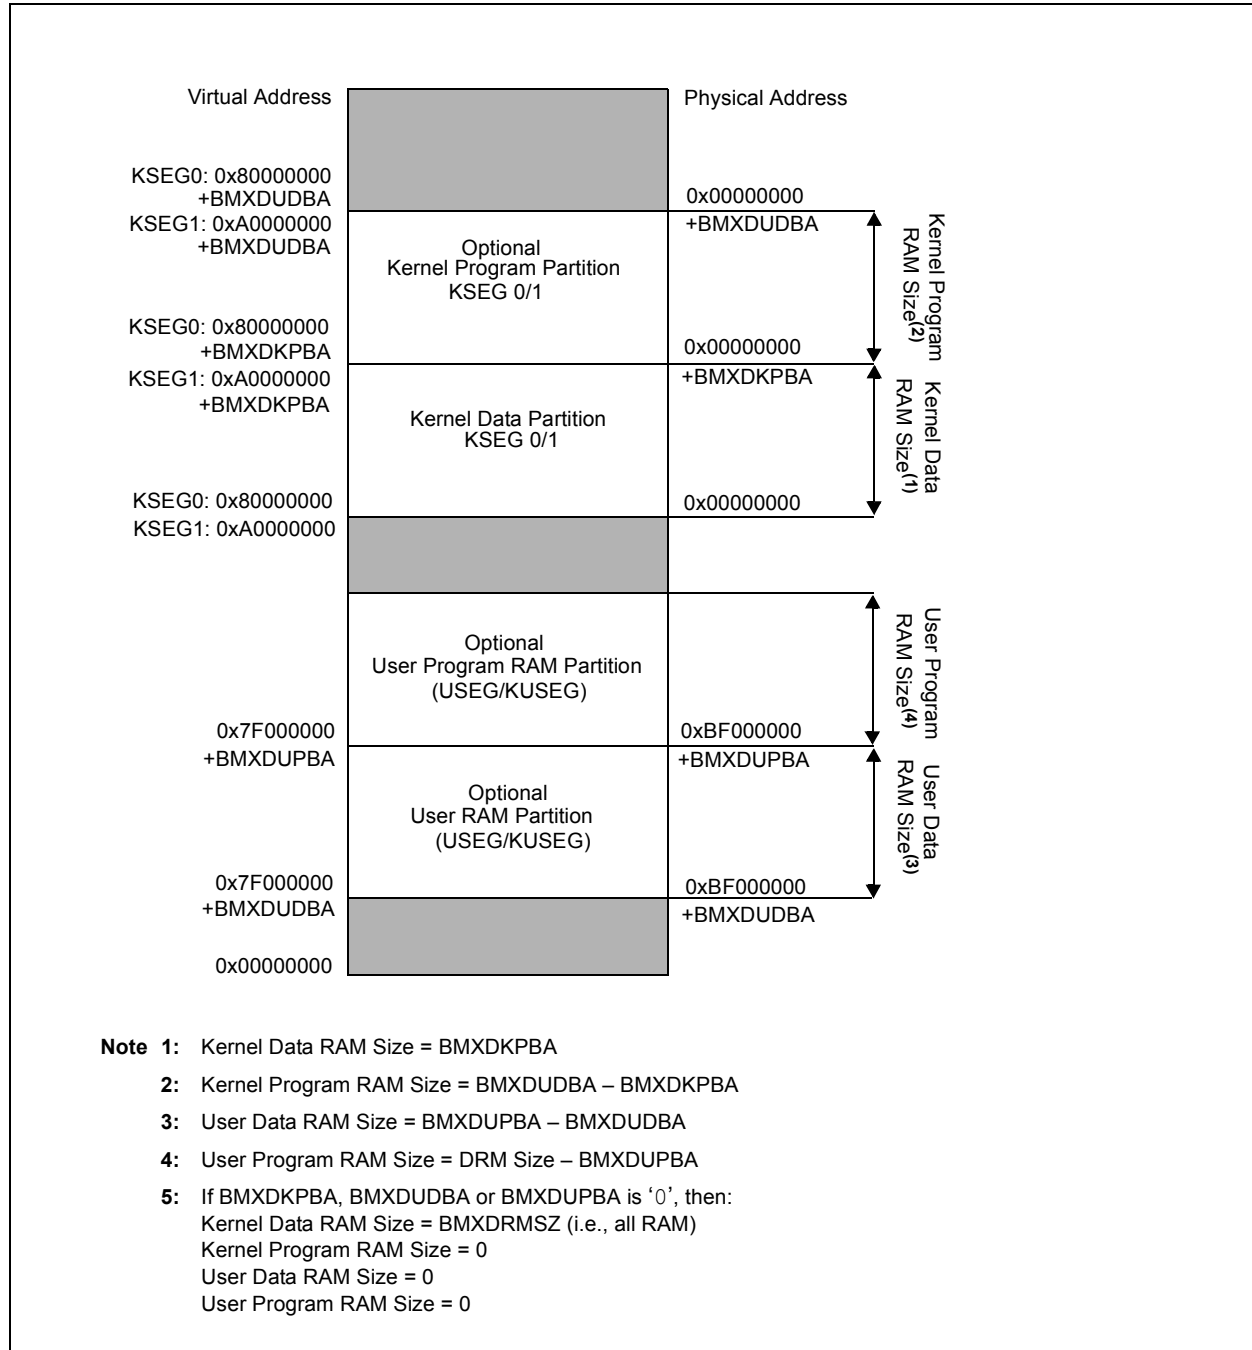 Virtual Address
Physical Address
KSEG0: 0x80000000
+BMXDUDBA
KSEG1: 0xA0000000
+BMXDUDBA
0x00000000
+BMXDUDBA
Optional
Kernel Program Partition
KSEG 0/1
Kernel Program
RAM Size(2)
KSEG0: 0x80000000
+BMXDKPBA
KSEG1: 0xA0000000
+BMXDKPBA
0x00000000
+BMXDKPBA
Kernel Data Partition
KSEG 0/1
Kernel Data
RAM Size(1)
KSEG0: 0x80000000
KSEG1: 0xA0000000
0x00000000
Optional
User Program RAM Partition
(USEG/KUSEG)
User Program
RAM Size(4)
0x7F000000
+BMXDUPBA
0xBF000000
+BMXDUPBA
Optional
User RAM Partition
(USEG/KUSEG)
User Data
RAM Size(3)
0x7F000000
+BMXDUDBA
0xBF000000
+BMXDUDBA
0x00000000
Note 1: Kernel Data RAM Size = BMXDKPBA
2: Kernel Program RAM Size = BMXDUDBA – BMXDKPBA
3: User Data RAM Size = BMXDUPBA – BMXDUDBA
4: User Program RAM Size = DRM Size – BMXDUPBA
5: If BMXDKPBA, BMXDUDBA or BMXDUPBA is ‘0’, then:
Kernel Data RAM Size = BMXDRMSZ (i.e., all RAM)
Kernel Program RAM Size = 0
User Data RAM Size = 0
User Program RAM Size = 0